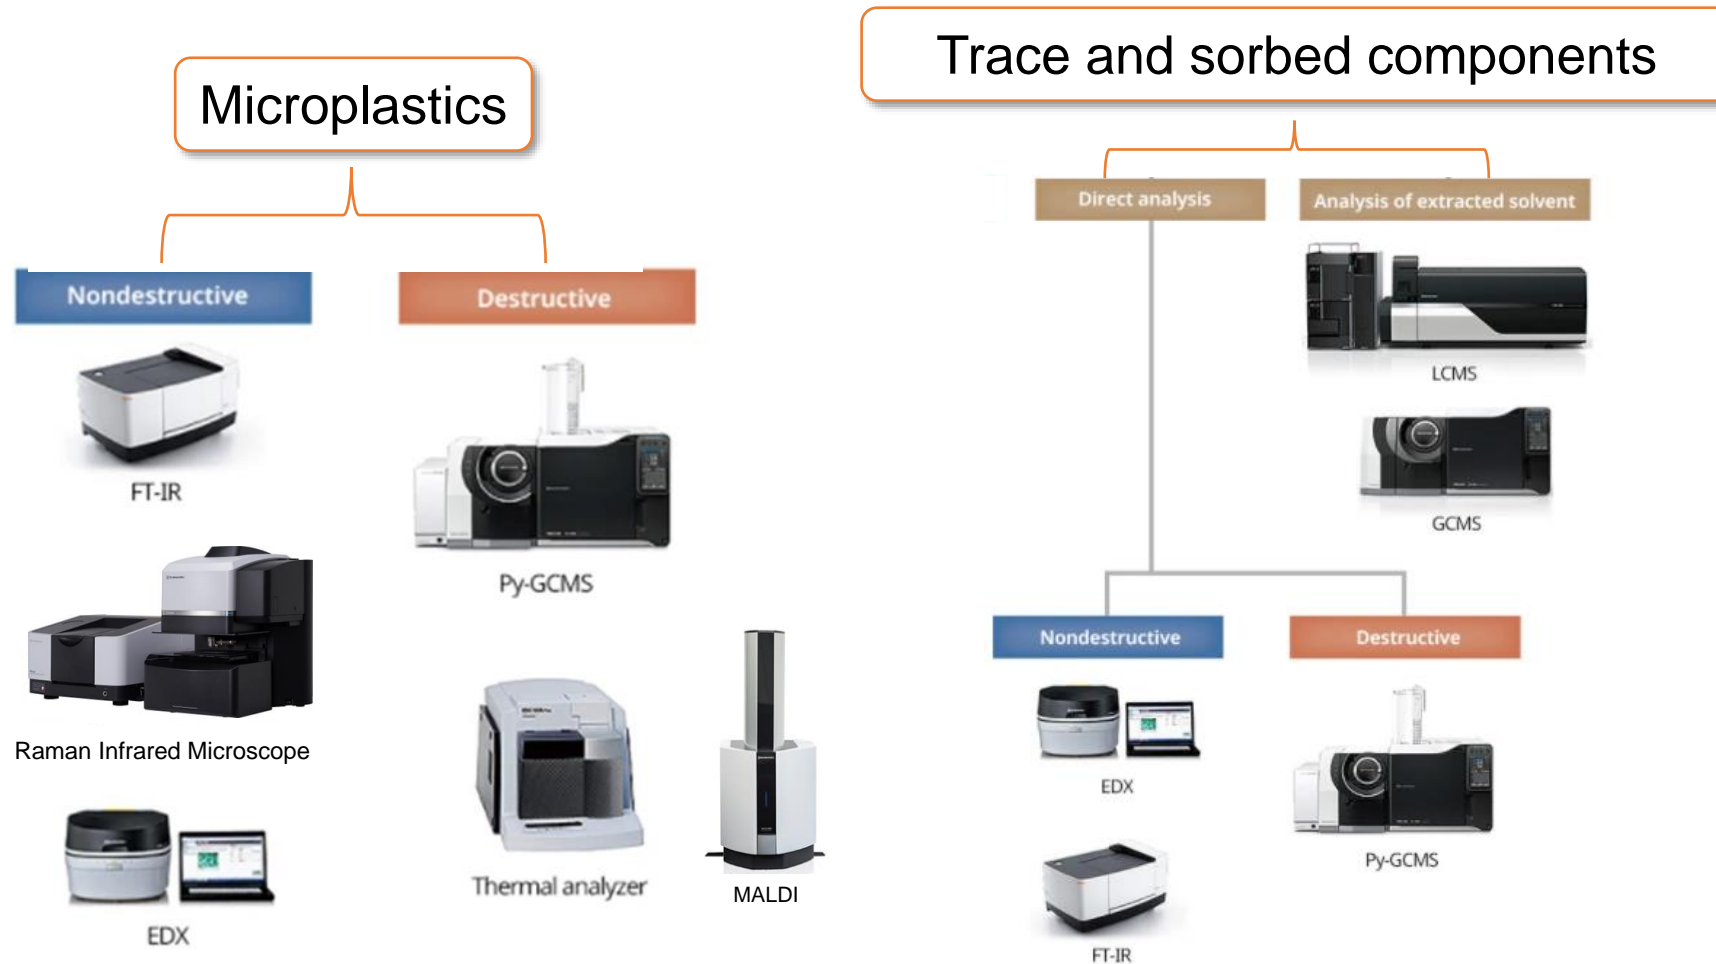 Microplastics
Nondestructive
FT-IR
Raman Infrared Microscope
EDX
Destructive
Py-GCMS
Thermal analyzer
MALDI
Trace and sorbed components
Direct analysis
Analysis of extracted solvent
LCMS
GCMS
Nondestructive
EDX
FT-IR
Destructive
Py-GCMS